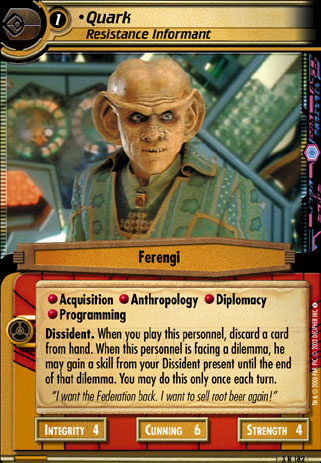 1
• Quark
Resistance Informant
Ferengi
• Acquisition • Anthropology • Diplomacy
• Programming
Dissident. When you play this personnel, discard a
card from hand. When this personnel is facing a dilemma, he
may gain a skill from your Dissident present until the
end of that dilemma. You may do this only once each turn.
"I want the Federation back. I want to sell root beer again!"
INTEGRITY 4 CUNNING 6 STRENGTH 4
3 R 182